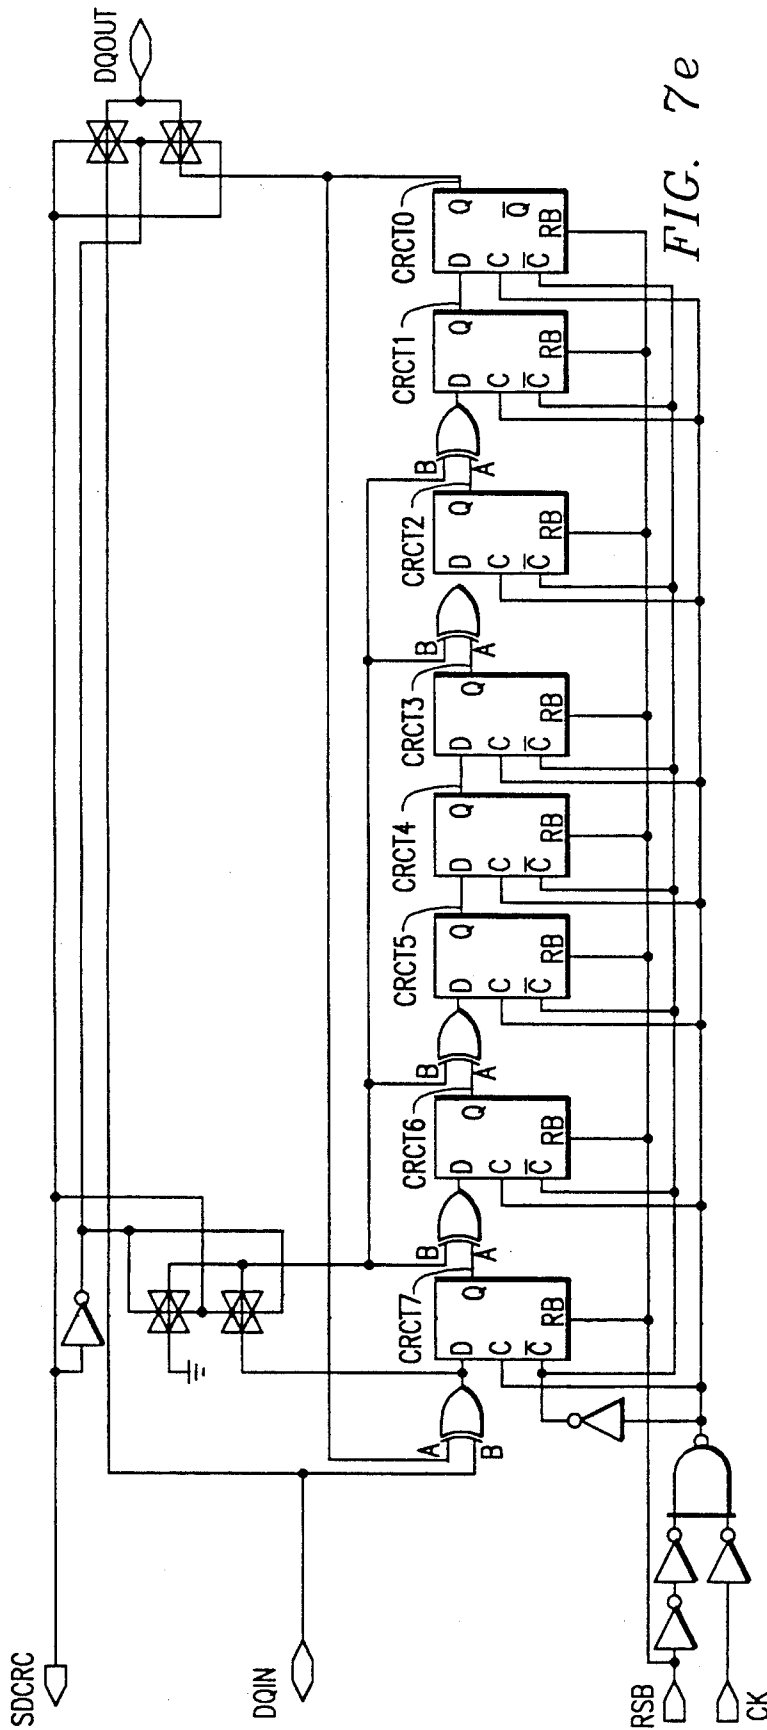 SDCRC
DQIN
RSB
CK
DQOUT
A
B
CRCT7
D
Q
C
C̅
RB
B
A
CRCT6
D
Q
C
C̅
RB
B
A
CRCT5
D
Q
C
C̅
RB
CRCT4
D
Q
C
C̅
RB
CRCT3
D
Q
C
C̅
RB
B
A
CRCT2
D
Q
C
C̅
RB
B
A
CRCT1
D
Q
C
C̅
RB
CRCT0
D
Q
C
Q̅
C̅
RB
B
A
FIG. 7e